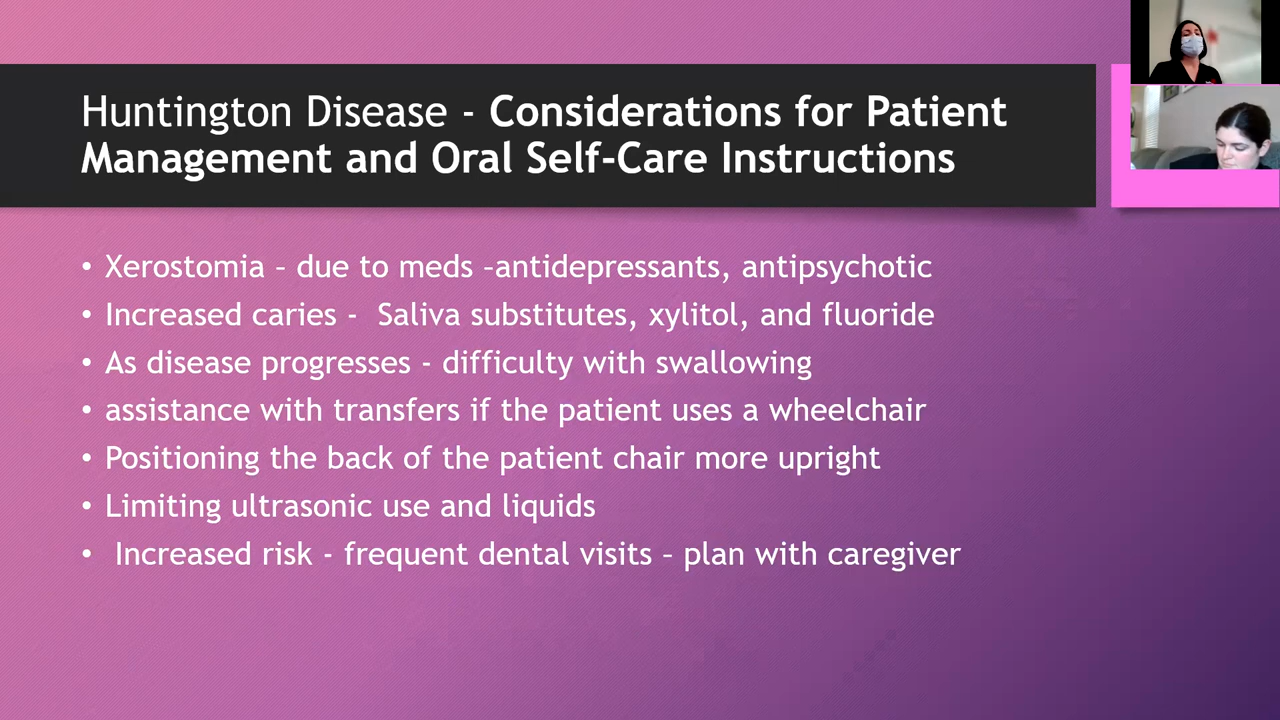 Huntington Disease - Considerations for Patient
Management and Oral Self-Care Instructions
• Xerostomia – due to meds –antidepressants, antipsychotic
• Increased caries -  Saliva substitutes, xylitol, and fluoride
• As disease progresses - difficulty with swallowing
• assistance with transfers if the patient uses a wheelchair
• Positioning the back of the patient chair more upright
• Limiting ultrasonic use and liquids
•  Increased risk - frequent dental visits – plan with caregiver